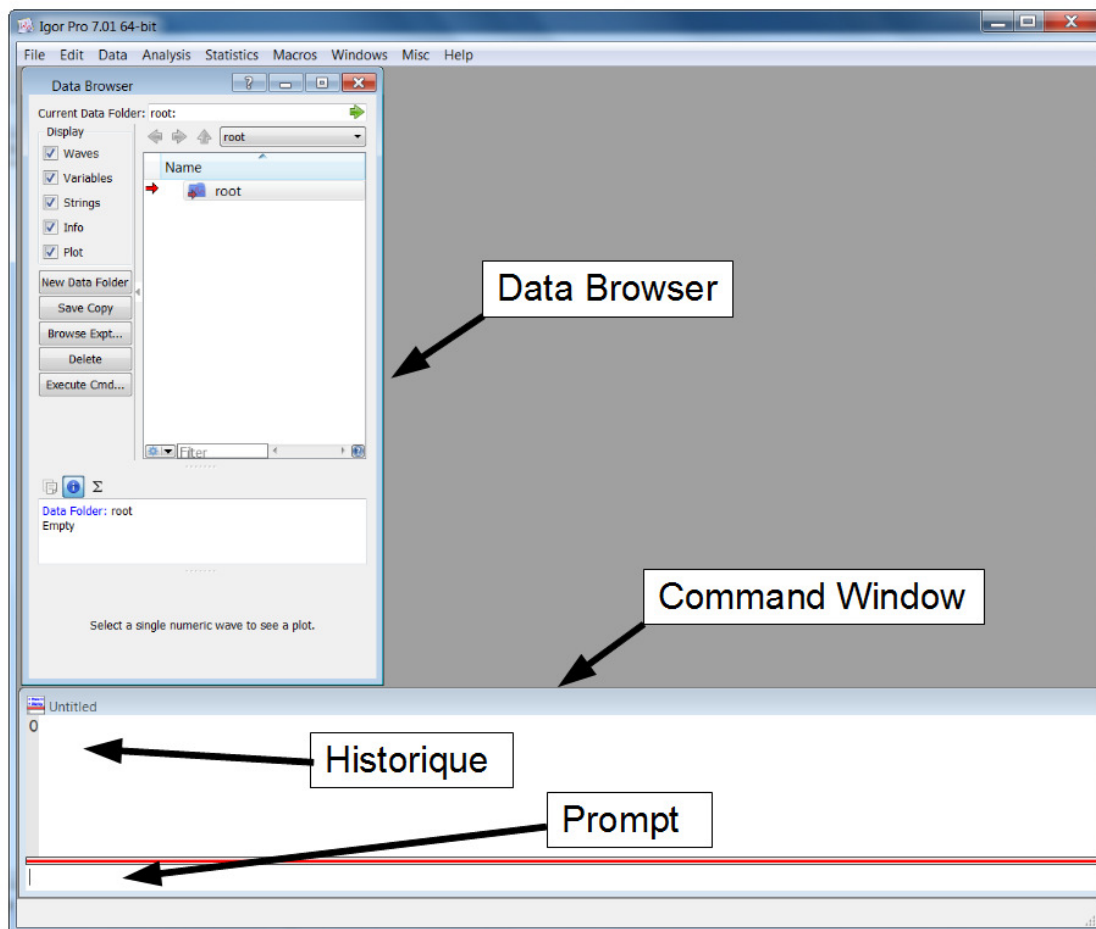 Igor Pro 7.01 64-bit
File Edit Data Analysis Statistics Macros Windows Misc Help
Data Browser
Current Data Folder: root:
Display
root
Waves
Name
Variables
root
Strings
Info
Plot
New Data Folder
Save Copy
Browse Expt...
Delete
Execute Cmd...
Filter
Σ
Data Folder: root
Empty
Select a single numeric wave to see a plot.
Data Browser
Command Window
Untitled
0
Historique
Prompt